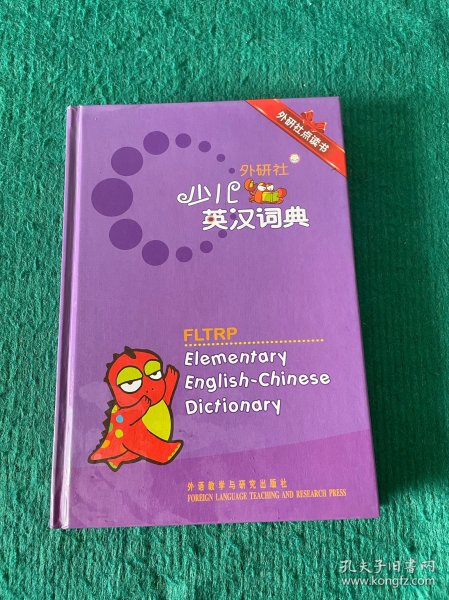 外研社点读书
外研社
少儿
英汉词典
FLTRP
Elementary
English-Chinese
Dictionary
外语教学与研究出版社
FOREIGN LANGUAGE TEACHING AND RESEARCH PRESS
孔夫子旧书网
www.kongfz.com